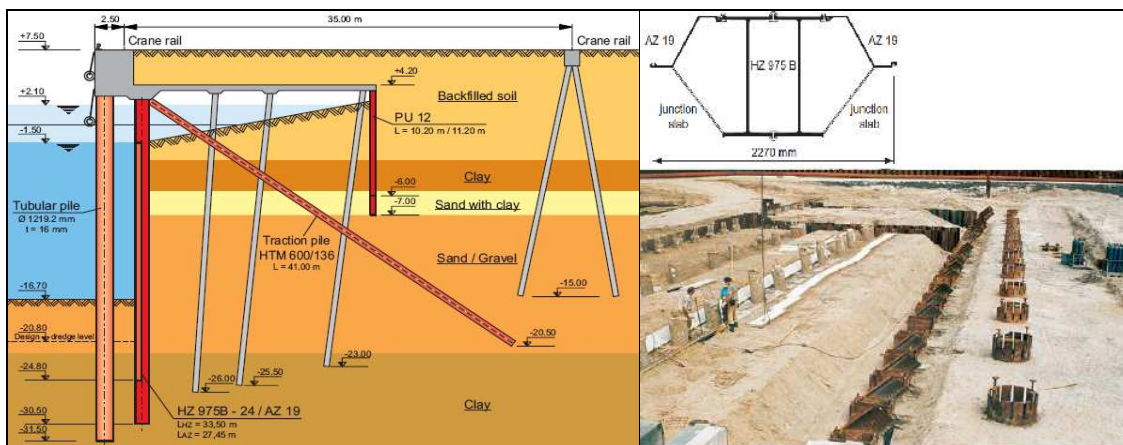 2.50
35.00 m
+7.50
Crane rail
Crane rail
+4.20
+2.10
Backfilled soil
PU 12
L = 10.20 m / 11.20 m
-1.50
Clay
-6.00
Sand with clay
-7.00
Tubular pile
Ø 1219.2 mm
t = 16 mm
Traction pile
HTM 600/136
L = 41.00 m
Sand / Gravel
-15.00
-16.70
-20.80
Design dredge level
-20.50
-23.00
-24.80
-26.00
-25.50
Clay
-30.50
-31.50
HZ 975B - 24 / AZ 19
LHZ = 33,50 m
LAZ = 27,45 m
AZ 19
AZ 19
HZ 975 B
junction
slab
junction
slab
2270 mm